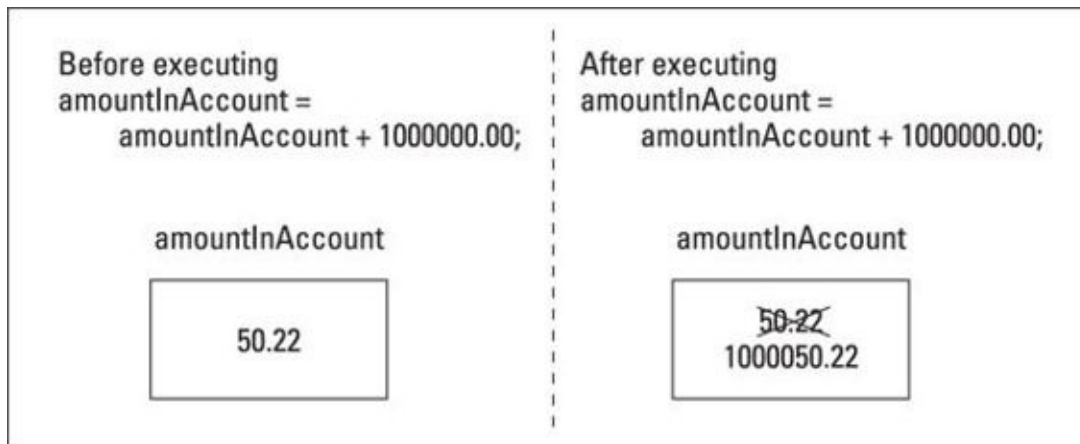 Before executing
amountInAccount =
amountInAccount + 1000000.00;
amountInAccount
50.22
After executing
amountInAccount =
amountInAccount + 1000000.00;
amountInAccount
50.22
1000050.22